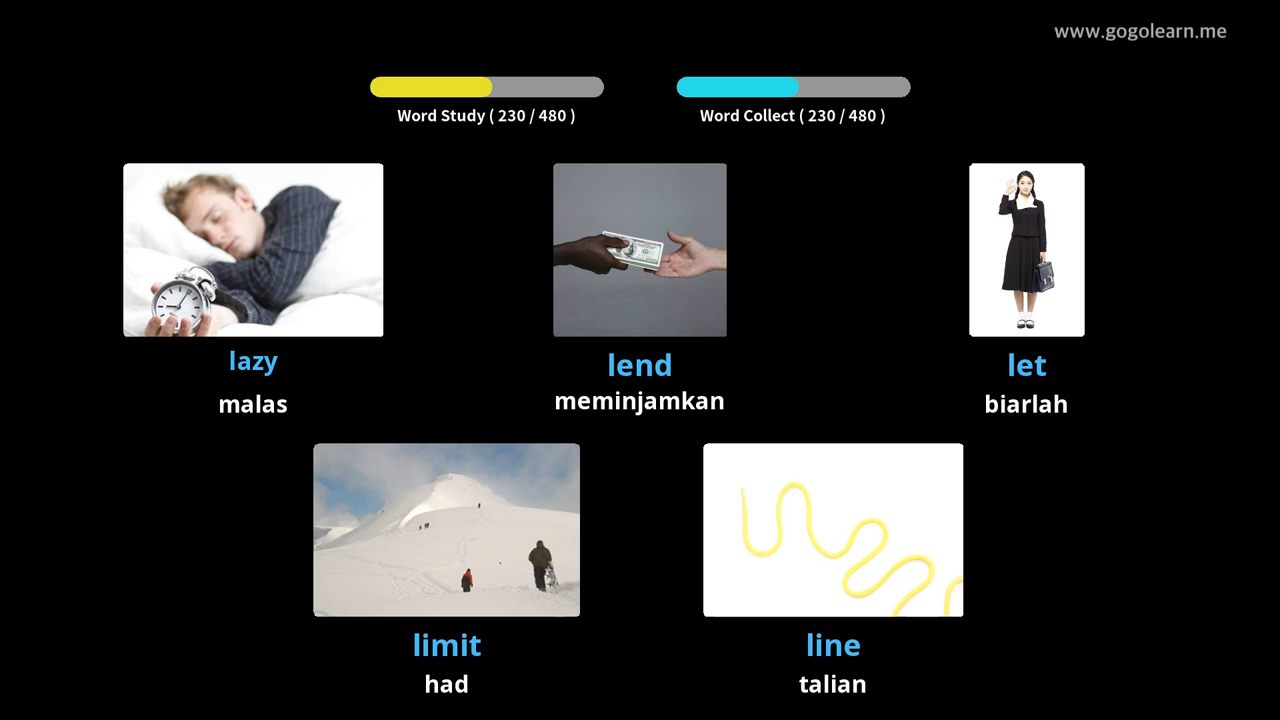 www.gogolearn.me
Word Study ( 230 / 480 )
Word Collect ( 230 / 480 )
lazy
malas
lend
meminjamkan
let
biarlah
limit
had
line
talian